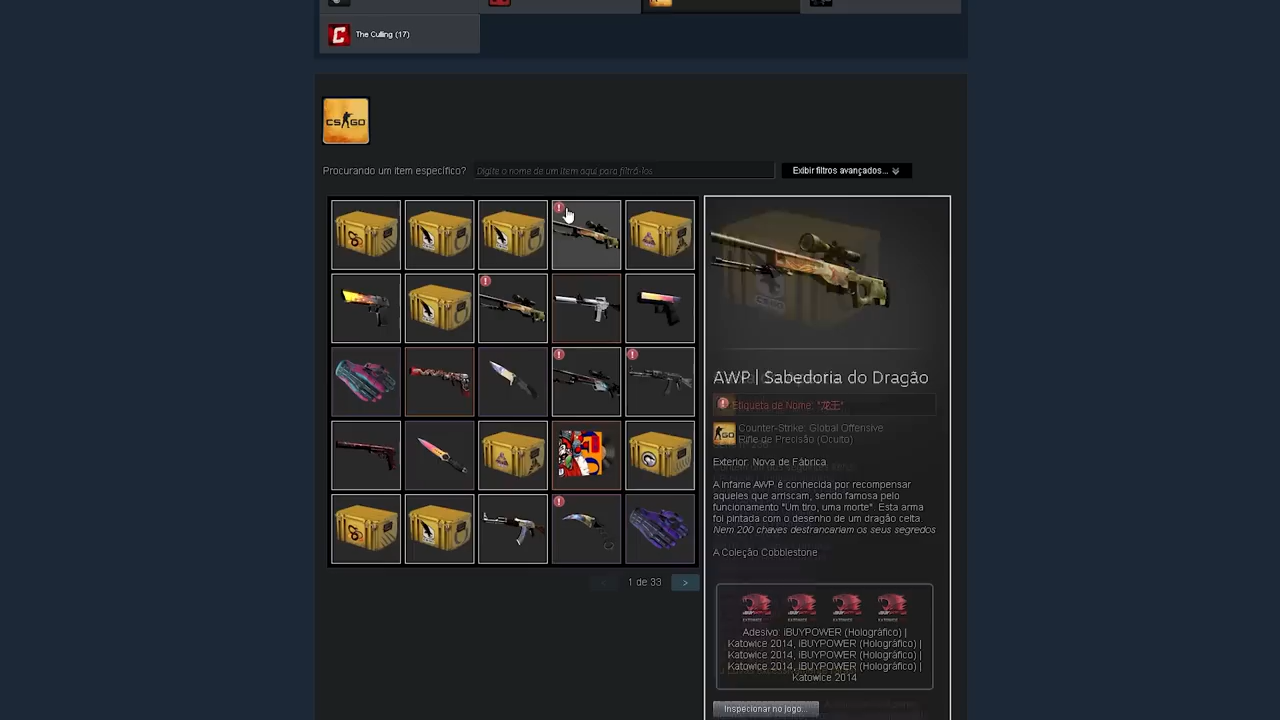 The Culling (17)
CS GO
Procurando um item específico?
Digite o nome de um item aqui para filtrá-los
Exibir filtros avançados...
1 de 33
>
AWP | Sabedoria do Dragão
Etiqueta de Nome: "龙王"
Counter-Strike: Global Offensive
Rifle de Precisão (Oculto)
Exterior: Nova de Fábrica
A infame AWP é conhecida por recompensar
aqueles que arriscam, sendo famosa pelo
funcionamento "Um tiro, uma morte". Esta arma
foi pintada com o desenho de um dragão celta.
Nem 200 chaves destrancariam os seus segredos
A Coleção Cobblestone
Adesivo: iBUYPOWER (Holográfico) |
Katowice 2014, iBUYPOWER (Holográfico) |
Katowice 2014, iBUYPOWER (Holográfico) |
Katowice 2014, iBUYPOWER (Holográfico) |
Katowice 2014
Inspecionar no jogo...